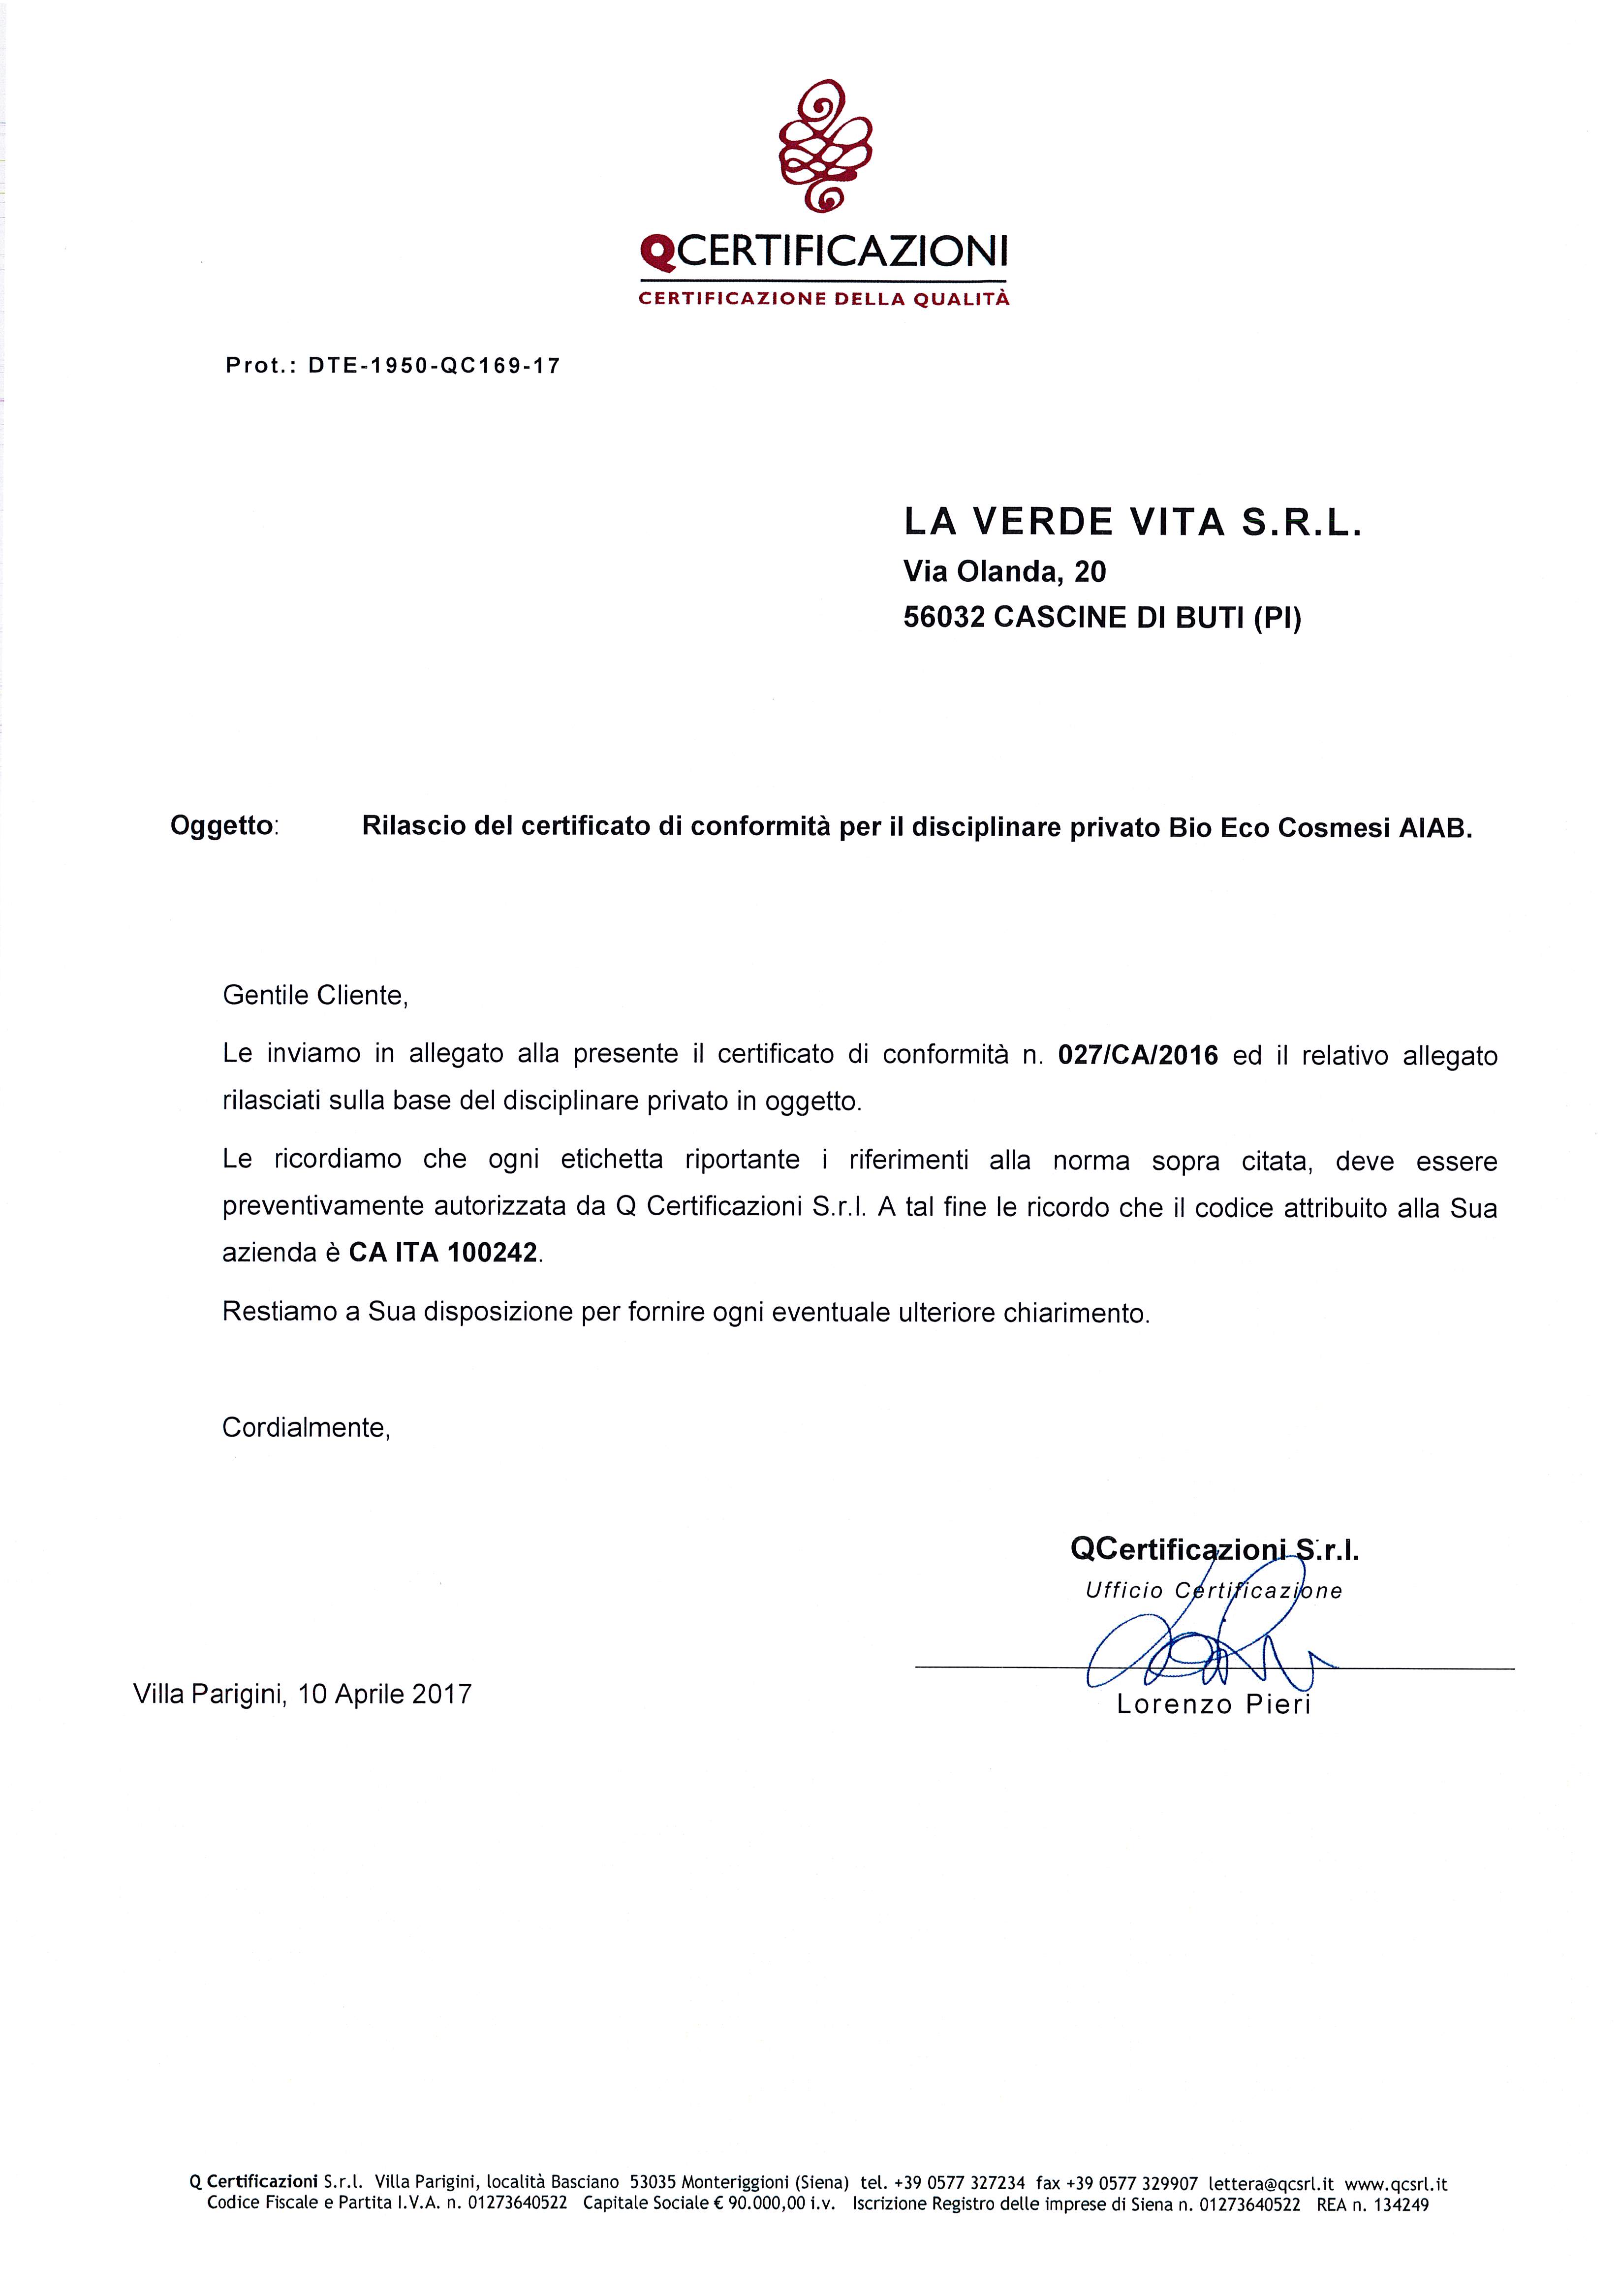 QCERTIFICAZIONI
CERTIFICAZIONE DELLA QUALITÀ
Prot.: DTE-1950-QC169-17
LA VERDE VITA S.R.L.
Via Olanda, 20
56032 CASCINE DI BUTI (PI)
Oggetto: Rilascio del certificato di conformità per il disciplinare privato Bio Eco Cosmesi AIAB.
Gentile Cliente,
Le inviamo in allegato alla presente il certificato di conformità n. 027/CA/2016 ed il relativo allegato
rilasciati sulla base del disciplinare privato in oggetto.
Le ricordiamo che ogni etichetta riportante i riferimenti alla norma sopra citata, deve essere
preventivamente autorizzata da Q Certificazioni S.r.l. A tal fine le ricordo che il codice attribuito alla Sua
azienda è CA ITA 100242.
Restiamo a Sua disposizione per fornire ogni eventuale ulteriore chiarimento.
Cordialmente,
QCertificazioni S.r.l.
Ufficio Certificazione
Villa Parigini, 10 Aprile 2017
Lorenzo Pieri
Q Certificazioni S.r.l. Villa Parigini, località Basciano 53035 Monteriggioni (Siena) tel. +39 0577 327234 fax +39 0577 329907 lettera@qcsrl.it www.qcsrl.it
Codice Fiscale e Partita I.V.A. n. 01273640522 Capitale Sociale € 90.000,00 i.v. Iscrizione Registro delle imprese di Siena n. 01273640522 REA n. 134249